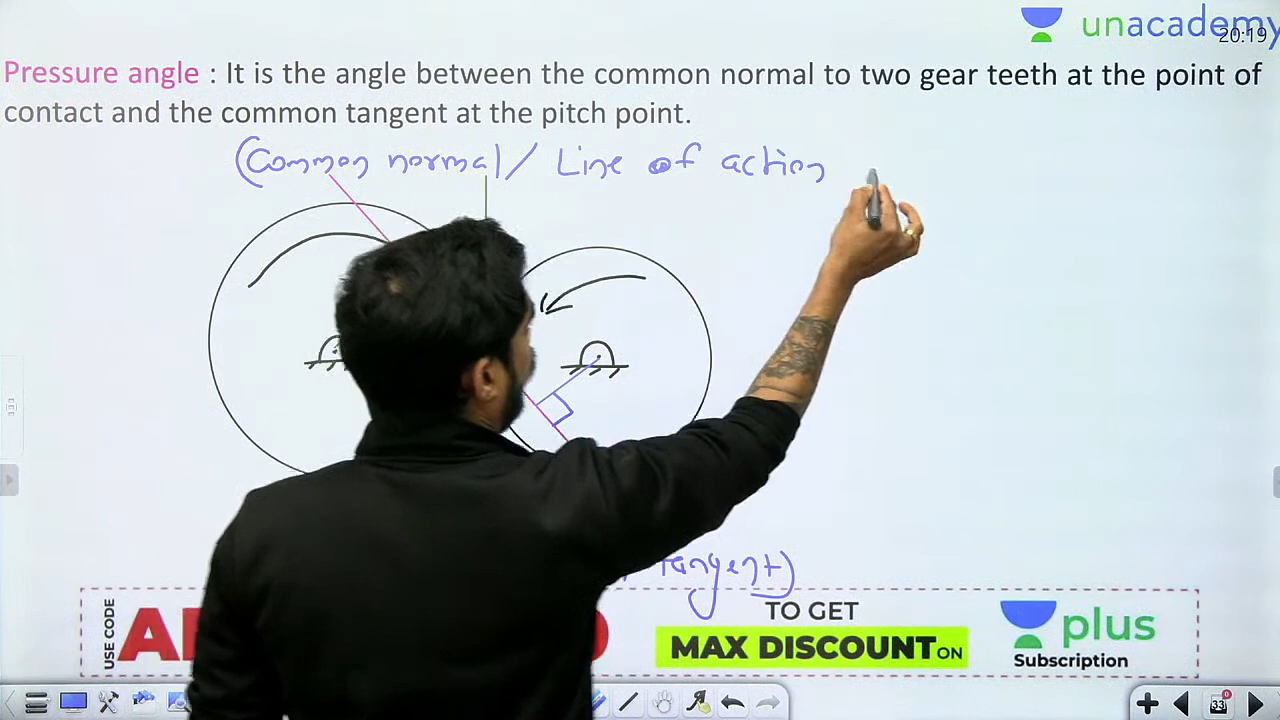 unacademy
20:19
Pressure angle : It is the angle between the common normal to two gear teeth at the point of
contact and the common tangent at the pitch point.
(Common normal / Line of action
tangent)
USE CODE
TO GET
MAX DISCOUNT ON
plus
Subscription
33